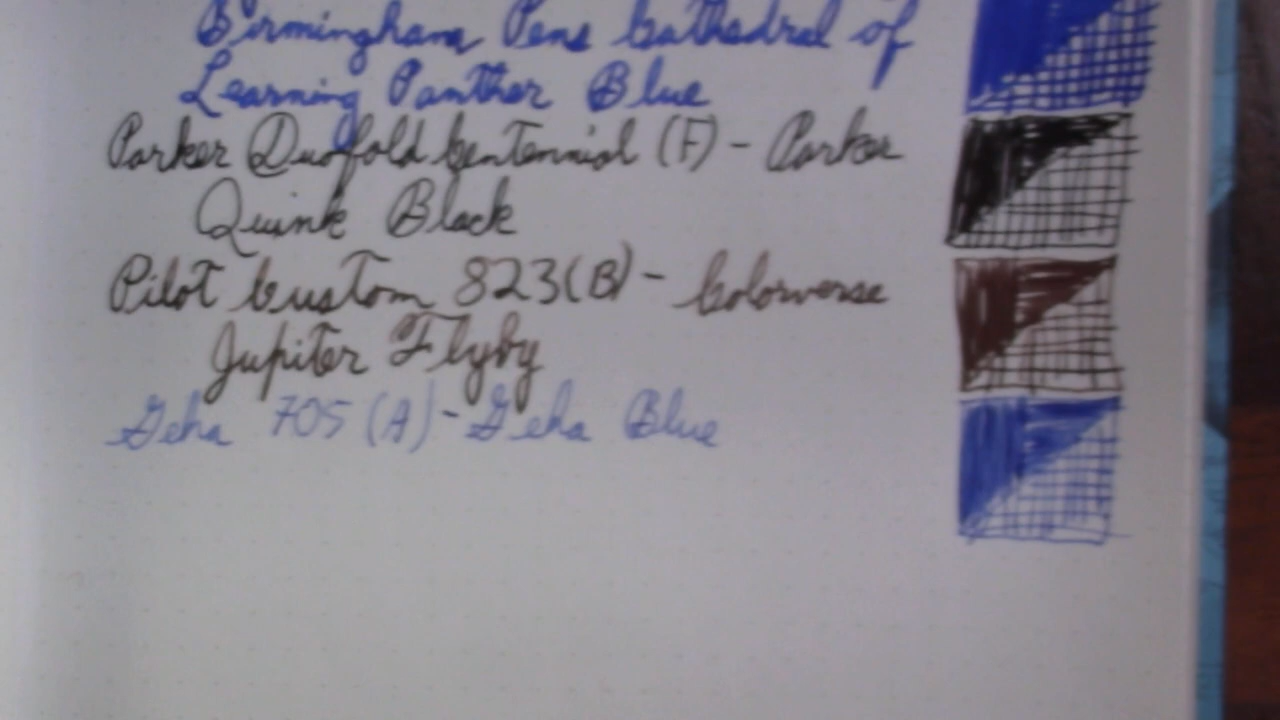 Birmingham Pens Cathedral of
Learning Panther Blue
Parker Duofold Centennial (F) - Parker
Quink Black
Pilot Custom 823 (B) - Colorverse
Jupiter Flyby
Geha 705 (A) - Geha Blue